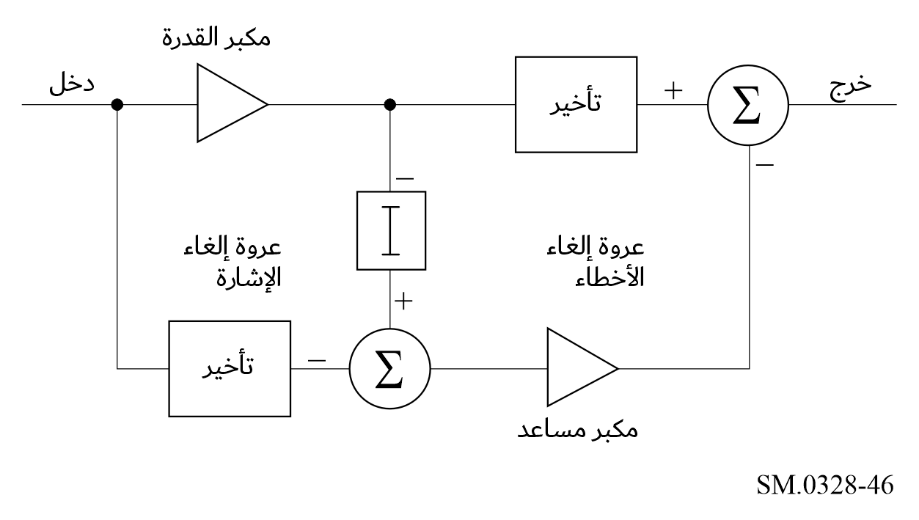 مكبر القدرة
دخل
تأخير
+
Σ
خرج
−
−
عروة إلغاء
الإشارة
عروة إلغاء
الأخطاء
+
تأخير
−
Σ
مكبر مساعد
SM.0328-46